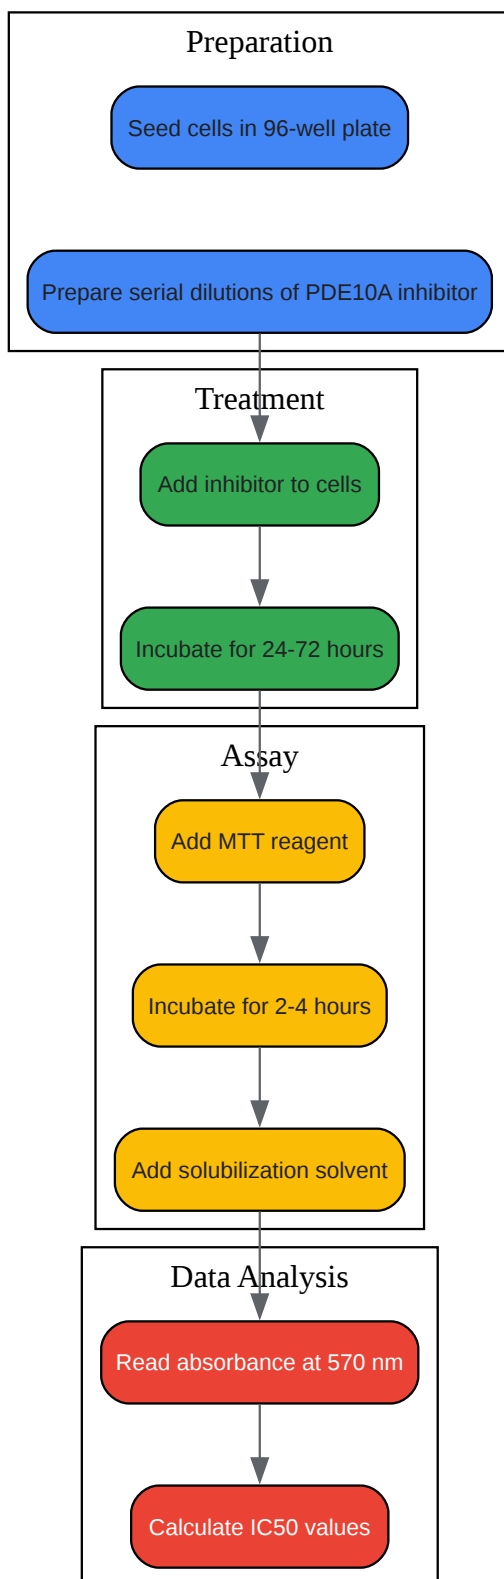 Preparation
Seed cells in 96-well plate
Prepare serial dilutions of PDE10A inhibitor
Treatment
Add inhibitor to cells
Incubate for 24-72 hours
Assay
Add MTT reagent
Incubate for 2-4 hours
Add solubilization solvent
Data Analysis
Read absorbance at 570 nm
Calculate IC50 values